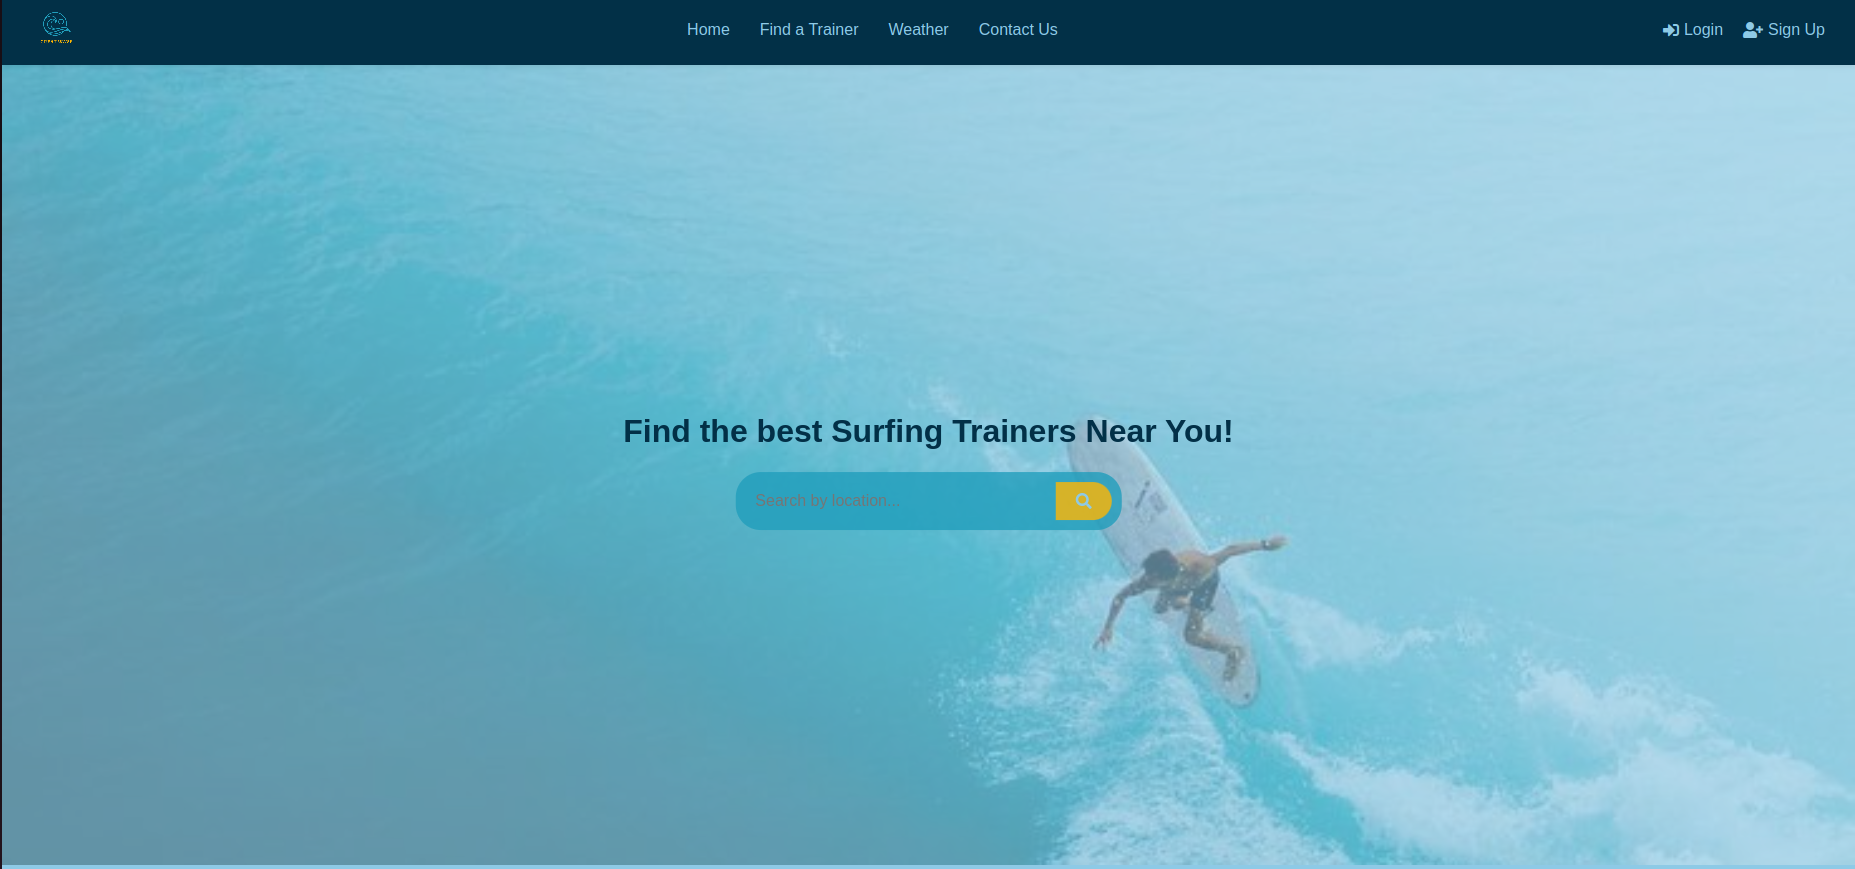 Home Find a Trainer Weather Contact Us Login Sign Up
Find the best Surfing Trainers Near You!
Search by location...